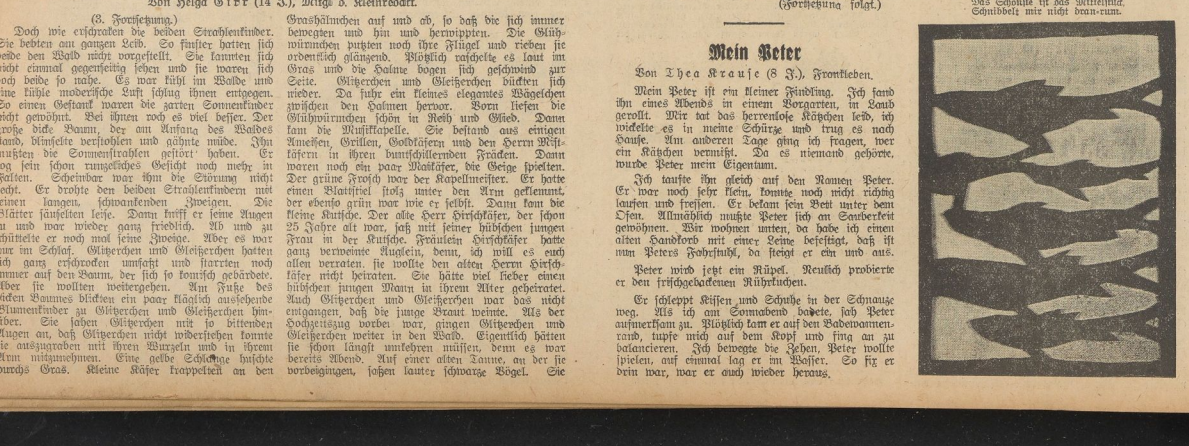 Von Helga Girr (14 J.), Mitgl. d. Kleinrebart.
(3. Fortsetzung.)
Doch wie erschraken die beiden Strahlenkinder.
Sie bebten am ganzen Leib. So finster hatten sich
beide den Wald nicht vorgestellt. Sie kannten sich
nicht einmal gegenseitig sehen und sie waren sich
doch beide so nahe. Es war kühl im Walde und
eine kühle moderische Luft schlug ihnen entgegen.
So einen Gestank waren die zarten Sonnenkinder
nicht gewöhnt. Bei ihnen roch es viel besser. Der
große dicke Baum, der am Anfang des Waldes
stand, blinzelte verstohlen und gähnte müde. Ihn
mußten die Sonnenstrahlen gestört haben. Er
zog sein schon runzeliges Gesicht noch mehr in
Falten. Scheinbar war ihm die Störung nicht
recht. Er drohte den beiden Strahlenkindern mit
seinen langen, schwankenden Zweigen. Die
Blätter säuselten leise. Dann kniff er seine Augen
zu und war wieder ganz friedlich. Ab und zu
schüttelte er noch mal seine Zweige. Aber es war
nur im Schlaf. Glitzerchen und Gleißerchen hatten
sich ganz erschrocken umfaßt und starrten noch
immer auf den Baum, der sich so komisch gebärdete.
Aber sie wollten weitergehen. Am Fuße des
dicken Baumes blickten ein paar kläglich aussehende
Blumenkinder zu Glitzerchen und Gleißerchen hin-
über. Sie sahen Glitzerchen mit so bittenden
Augen an, daß Glitzerchen nicht widerstehen konnte
sie auszugraben mit ihren Wurzeln und in ihrem
Arm mitzunehmen. Eine gelbe Schlange huschte
durchs Gras. Kleine Käfer krappelten an den
Grashälmchen auf und ab, so daß die sich immer
bewegten und hin und herwippten. Die Glüh-
würmchen putzten noch ihre Flügel und rieben sie
ordentlich glänzend. Plötzlich raschelte es laut im
Gras und die Halme bogen sich geschwind zur
Seite. Glitzerchen und Gleißerchen bückten sich
nieder. Da fuhr ein kleines elegantes Wägelchen
zwischen den Halmen hervor. Vorn liefen die
Glühwürmchen schön in Reih und Glied. Dann
kam die Musikkapelle. Sie bestand aus einigen
Ameisen, Grillen, Goldkäfern und den Herrn Mist-
käfern in ihren buntschillernden Fräcken. Dann
waren noch ein paar Maikäfer, die Geige spielten.
Der grüne Frosch war der Kapellmeister. Er hatte
einen Blattstiel stolz unter den Arm geklemmt,
der ebenso grün war wie er selbst. Dann kam die
kleine Kutsche. Der alte Herr Hirschkäfer, der schon
25 Jahre alt war, saß mit seiner hübschen jungen
Frau in der Kutsche. Fräulein Hirschkäfer hatte
ganz verweinte Äuglein, denn, ich will es euch
allen verraten, sie wollte den alten Herrn Hirsch-
käfer nicht heiraten. Sie hätte viel lieber einen
hübschen jungen Mann in ihrem Alter geheiratet.
Auch Glitzerchen und Gleißerchen war das nicht
entgangen, daß die junge Braut weinte. Als der
Hochzeitszug vorbei war, gingen Glitzerchen und
Gleißerchen weiter in den Wald. Eigentlich hätten
sie schon längst umkehren müssen, denn es war
bereits Abend. Auf einer alten Tanne, an der sie
vorbeigingen, saßen lauter schwarze Vögel. Sie
(Fortsetzung folgt.)
Mein Peter
Von Thea Krause (8 J.), Frankleben.
Mein Peter ist ein kleiner Findling. Ich fand
ihn eines Abends in einem Vorgarten, in Laub
gerollt. Mir tat das herrenlose Kätzchen leid, ich
wickelte es in meine Schürze und trug es nach
Hause. Am anderen Tage ging ich fragen, wer
ein Kätzchen vermißt. Da es niemand gehörte,
wurde Peter mein Eigentum.
Ich taufte ihn gleich auf den Namen Peter.
Er war noch sehr klein, konnte noch nicht richtig
laufen und fressen. Er bekam sein Bett unter dem
Ofen. Allmählich mußte Peter sich an Sauberkeit
gewöhnen. Wir wohnen unten, da habe ich einen
alten Handkorb mit einer Leine befestigt, daß ist
nun Peters Fahrstuhl, da steigt er ein und aus.
Peter wird jetzt ein Rüpel. Neulich probierte
er den frischgebackenen Rührkuchen.
Er schleppt Kissen und Schuhe in der Schnauze
weg. Als ich am Sonnabend badete, sah Peter
aufmerksam zu. Plötzlich kam er auf den Badewannen-
rand, tupfte mich auf dem Kopf und fing an zu
balancieren. Ich bewegte die Zehen, Peter wollte
spielen, auf einmal lag er im Wasser. So fix er
drin war, war er auch wieder heraus.
Das Schönste ist das Mittelstück,
Schnibbelt mir nicht dran-rum.